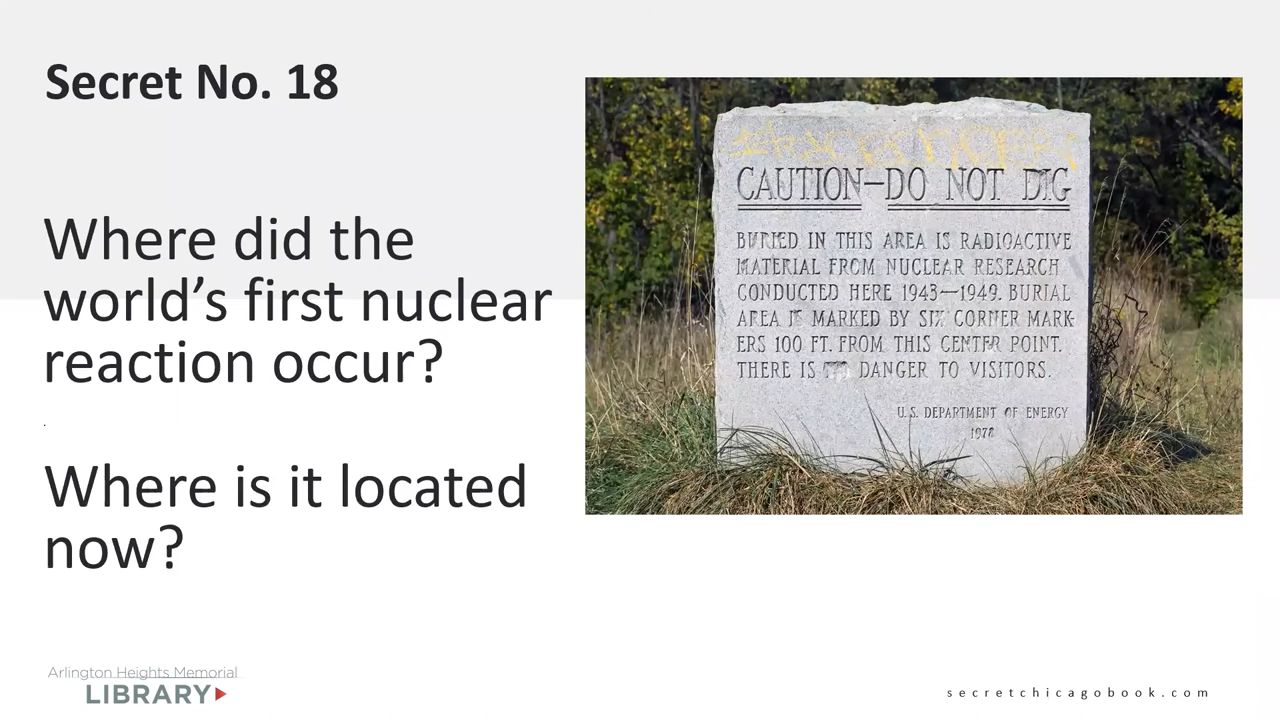 Secret No. 18
Where did the
world’s first nuclear
reaction occur?
.
Where is it located
now?
CAUTION—DO NOT DIG
BURIED IN THIS AREA IS RADIOACTIVE
MATERIAL FROM NUCLEAR RESEARCH
CONDUCTED HERE 1943—1949. BURIAL
AREA IS MARKED BY SIX CORNER MARK
ERS 100 FT. FROM THIS CENTER POINT.
THERE IS DANGER TO VISITORS.
U.S. DEPARTMENT OF ENERGY
1978
Arlington Heights Memorial
LIBRARY
secretchicagobook.com